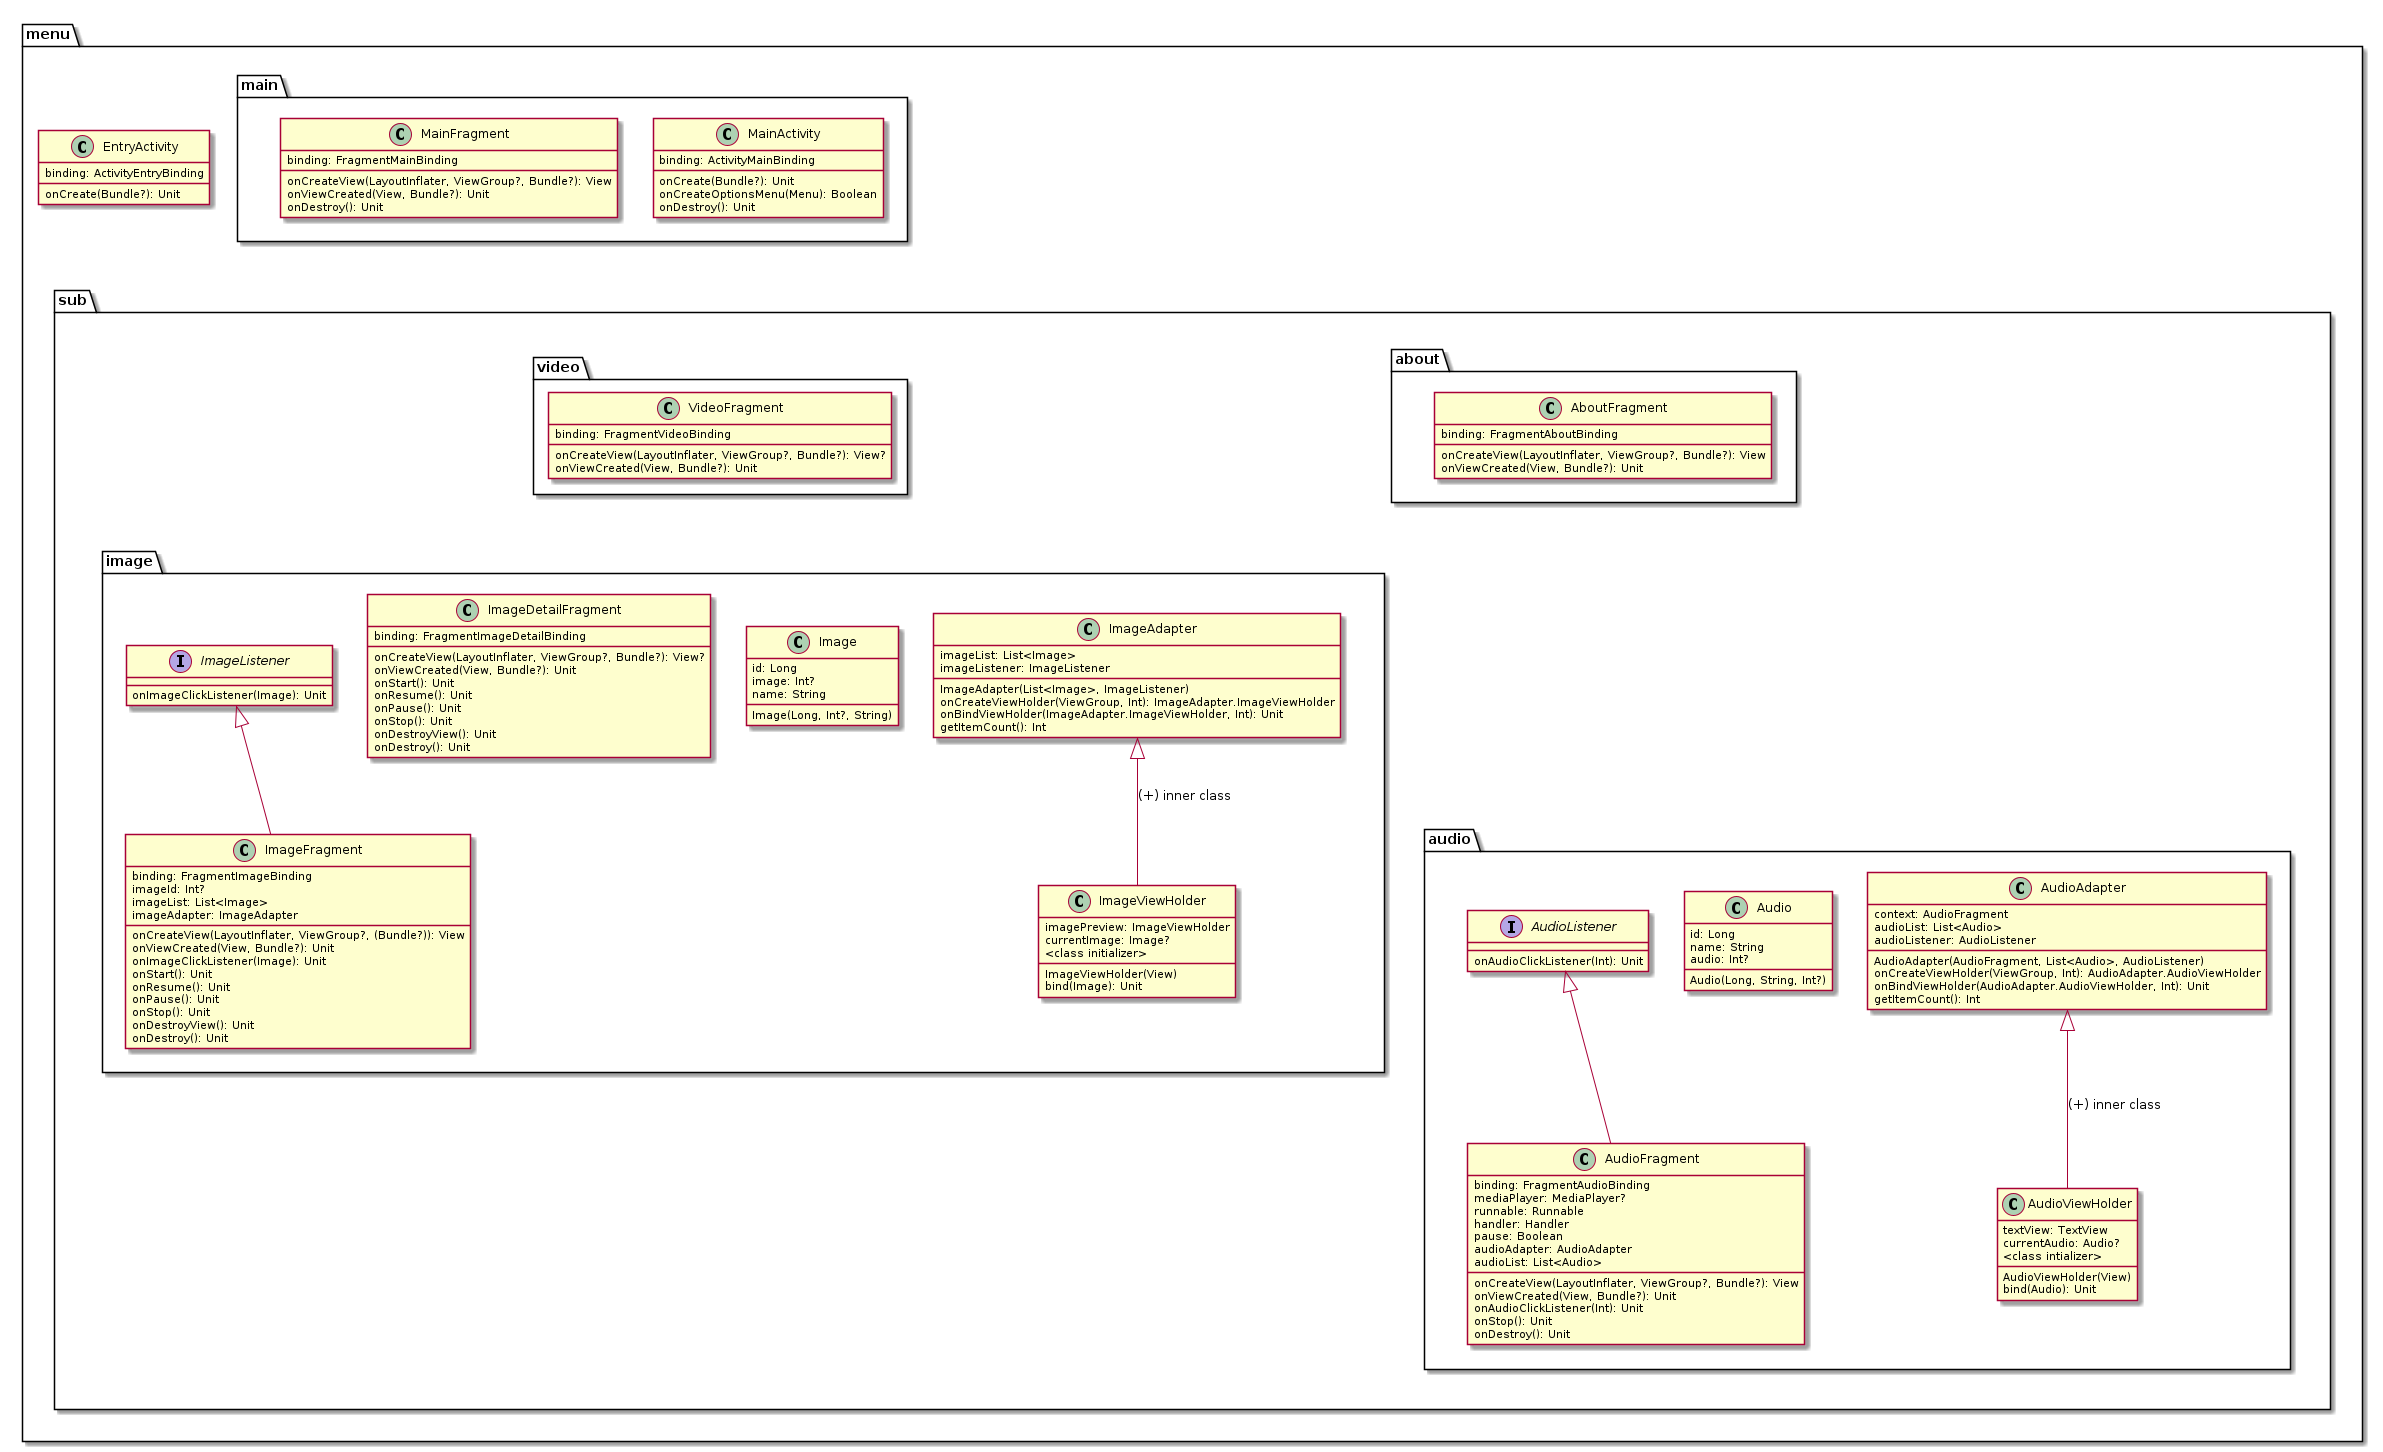 menu
main
C EntryActivity
binding: ActivityEntryBinding
onCreate(Bundle?): Unit
C MainFragment
binding: FragmentMainBinding
onCreateView(LayoutInflater, ViewGroup?, Bundle?): View
onViewCreated(View, Bundle?): Unit
onDestroy(): Unit
C MainActivity
binding: ActivityMainBinding
onCreate(Bundle?): Unit
onCreateOptionsMenu(Menu): Boolean
onDestroy(): Unit
sub
video
C VideoFragment
binding: FragmentVideoBinding
onCreateView(LayoutInflater, ViewGroup?, Bundle?): View?
onViewCreated(View, Bundle?): Unit
about
C AboutFragment
binding: FragmentAboutBinding
onCreateView(LayoutInflater, ViewGroup?, Bundle?): View
onViewCreated(View, Bundle?): Unit
image
I ImageListener
onImageClickListener(Image): Unit
C ImageDetailFragment
binding: FragmentImageDetailBinding
onCreateView(LayoutInflater, ViewGroup?, Bundle?): View?
onViewCreated(View, Bundle?): Unit
onStart(): Unit
onResume(): Unit
onPause(): Unit
onStop(): Unit
onDestroyView(): Unit
onDestroy(): Unit
C Image
id: Long
image: Int?
name: String
Image(Long, Int?, String)
C ImageAdapter
imageList: List<Image>
imageListener: ImageListener
ImageAdapter(List<Image>, ImageListener)
onCreateViewHolder(ViewGroup, Int): ImageAdapter.ImageViewHolder
onBindViewHolder(ImageAdapter.ImageViewHolder, Int): Unit
getItemCount(): Int
(+) inner class
C ImageFragment
binding: FragmentImageBinding
imageId: Int?
imageList: List<Image>
imageAdapter: ImageAdapter
onCreateView(LayoutInflater, ViewGroup?, (Bundle?)): View
onViewCreated(View, Bundle?): Unit
onImageClickListener(Image): Unit
onStart(): Unit
onResume(): Unit
onPause(): Unit
onStop(): Unit
onDestroyView(): Unit
onDestroy(): Unit
C ImageViewHolder
imagePreview: ImageViewHolder
currentImage: Image?
<class initializer>
ImageViewHolder(View)
bind(Image): Unit
audio
I AudioListener
onAudioClickListener(Int): Unit
C Audio
id: Long
name: String
audio: Int?
Audio(Long, String, Int?)
C AudioAdapter
context: AudioFragment
audioList: List<Audio>
audioListener: AudioListener
AudioAdapter(AudioFragment, List<Audio>, AudioListener)
onCreateViewHolder(ViewGroup, Int): AudioAdapter.AudioViewHolder
onBindViewHolder(AudioAdapter.AudioViewHolder, Int): Unit
getItemCount(): Int
(+) inner class
C AudioFragment
binding: FragmentAudioBinding
mediaPlayer: MediaPlayer?
runnable: Runnable
handler: Handler
pause: Boolean
audioAdapter: AudioAdapter
audioList: List<Audio>
onCreateView(LayoutInflater, ViewGroup?, Bundle?): View
onViewCreated(View, Bundle?): Unit
onAudioClickListener(Int): Unit
onStop(): Unit
onDestroy(): Unit
C AudioViewHolder
textView: TextView
currentAudio: Audio?
<class intializer>
AudioViewHolder(View)
bind(Audio): Unit